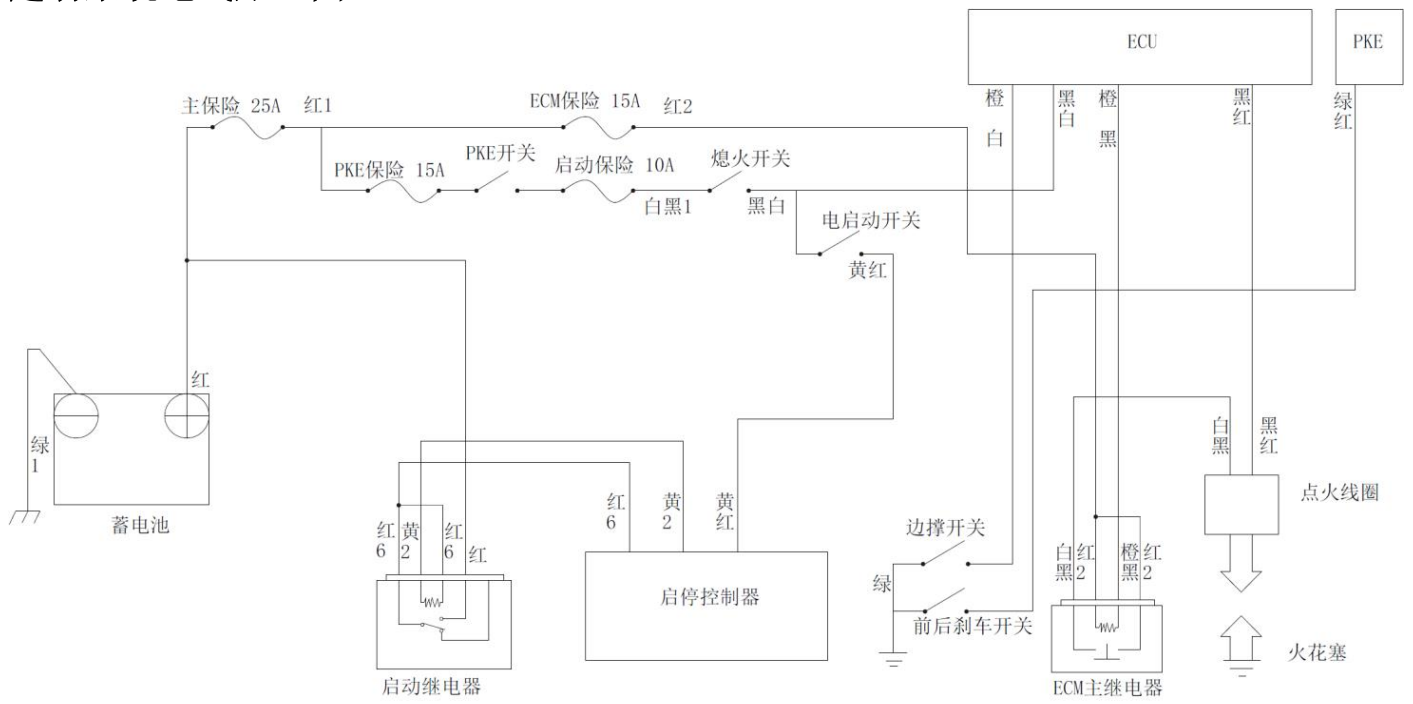 ECU
PKE
主保险 25A
红1
ECM保险 15A
红2
橙白
黑白
橙黑
黑红
绿红
PKE保险 15A
PKE开关
启动保险 10A
熄火开关
白黑1
黑白
电启动开关
黄红
红
绿1
蓄电池
白黑
黑红
点火线圈
红6
黄2
黄红
红6
黄2
红6
红
边撑开关
绿
前后刹车开关
启停控制器
启动继电器
白黑
红2
橙黑
红2
ECM主继电器
火花塞